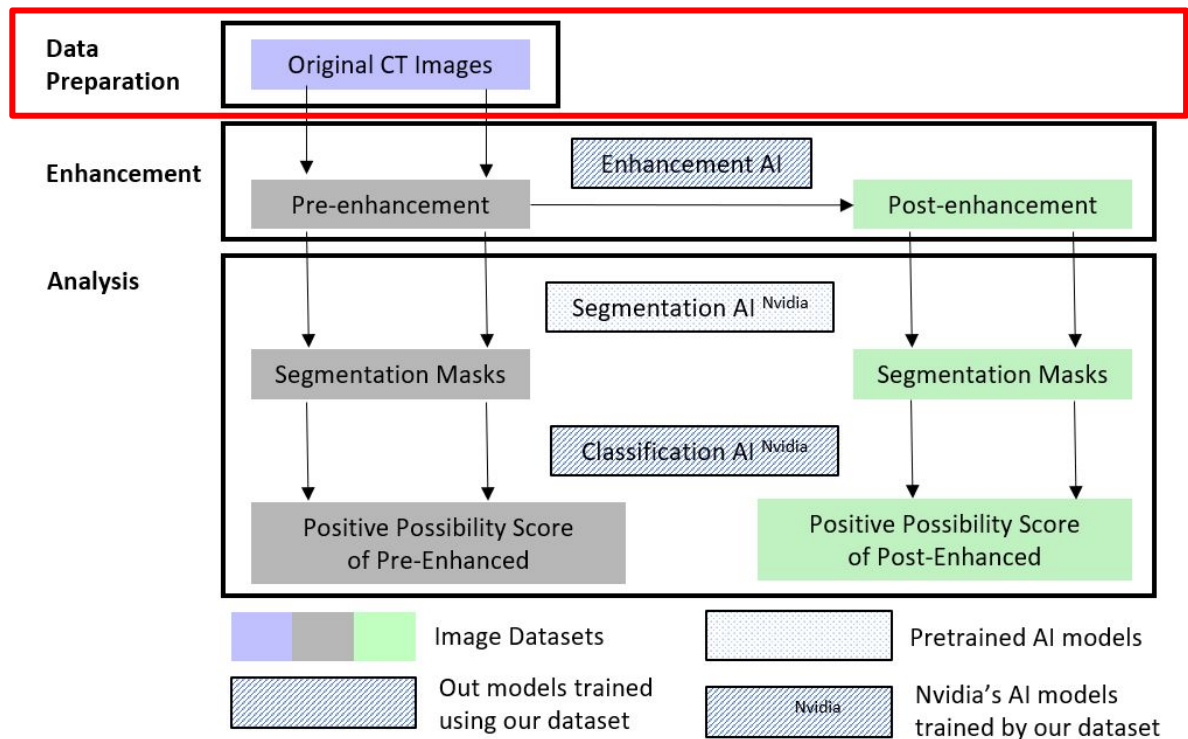 Data
Preparation
Original CT Images
Enhancement
Enhancement AI
Pre-enhancement
Post-enhancement
Analysis
Segmentation AI Nvidia
Segmentation Masks
Segmentation Masks
Classification AI Nvidia
Positive Possibility Score
of Pre-Enhanced
Positive Possibility Score
of Post-Enhanced
Image Datasets
Pretrained AI models
Out models trained
using our dataset
Nvidia
Nvidia's AI models
trained by our dataset